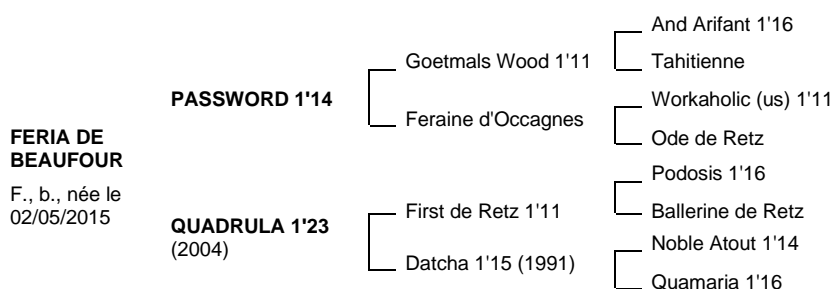 FERIA DE
BEAUFOUR
F., b., née le
02/05/2015
PASSWORD 1'14
QUADRULA 1'23
(2004)
Goetmals Wood 1'11
Feraine d'Occagnes
First de Retz 1'11
Datcha 1'15 (1991)
And Arifant 1'16
Tahitienne
Workaholic (us) 1'11
Ode de Retz
Podosis 1'16
Ballerine de Retz
Noble Atout 1'14
Quamaria 1'16